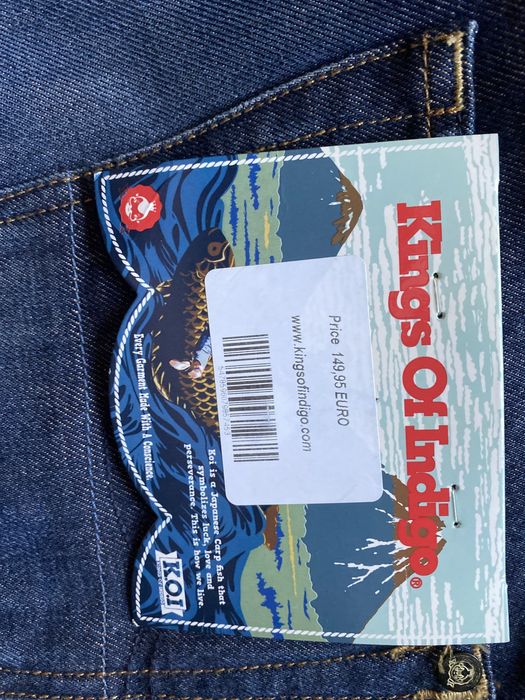 Kings Of Indigo®
Price 149,95 EURO
www.kingsofindigo.com
Koi is a Japanese Carp fish that
symbolizes luck, love and
perseverance. This is how we live.
Every Garment Made With A Conscience
KOI